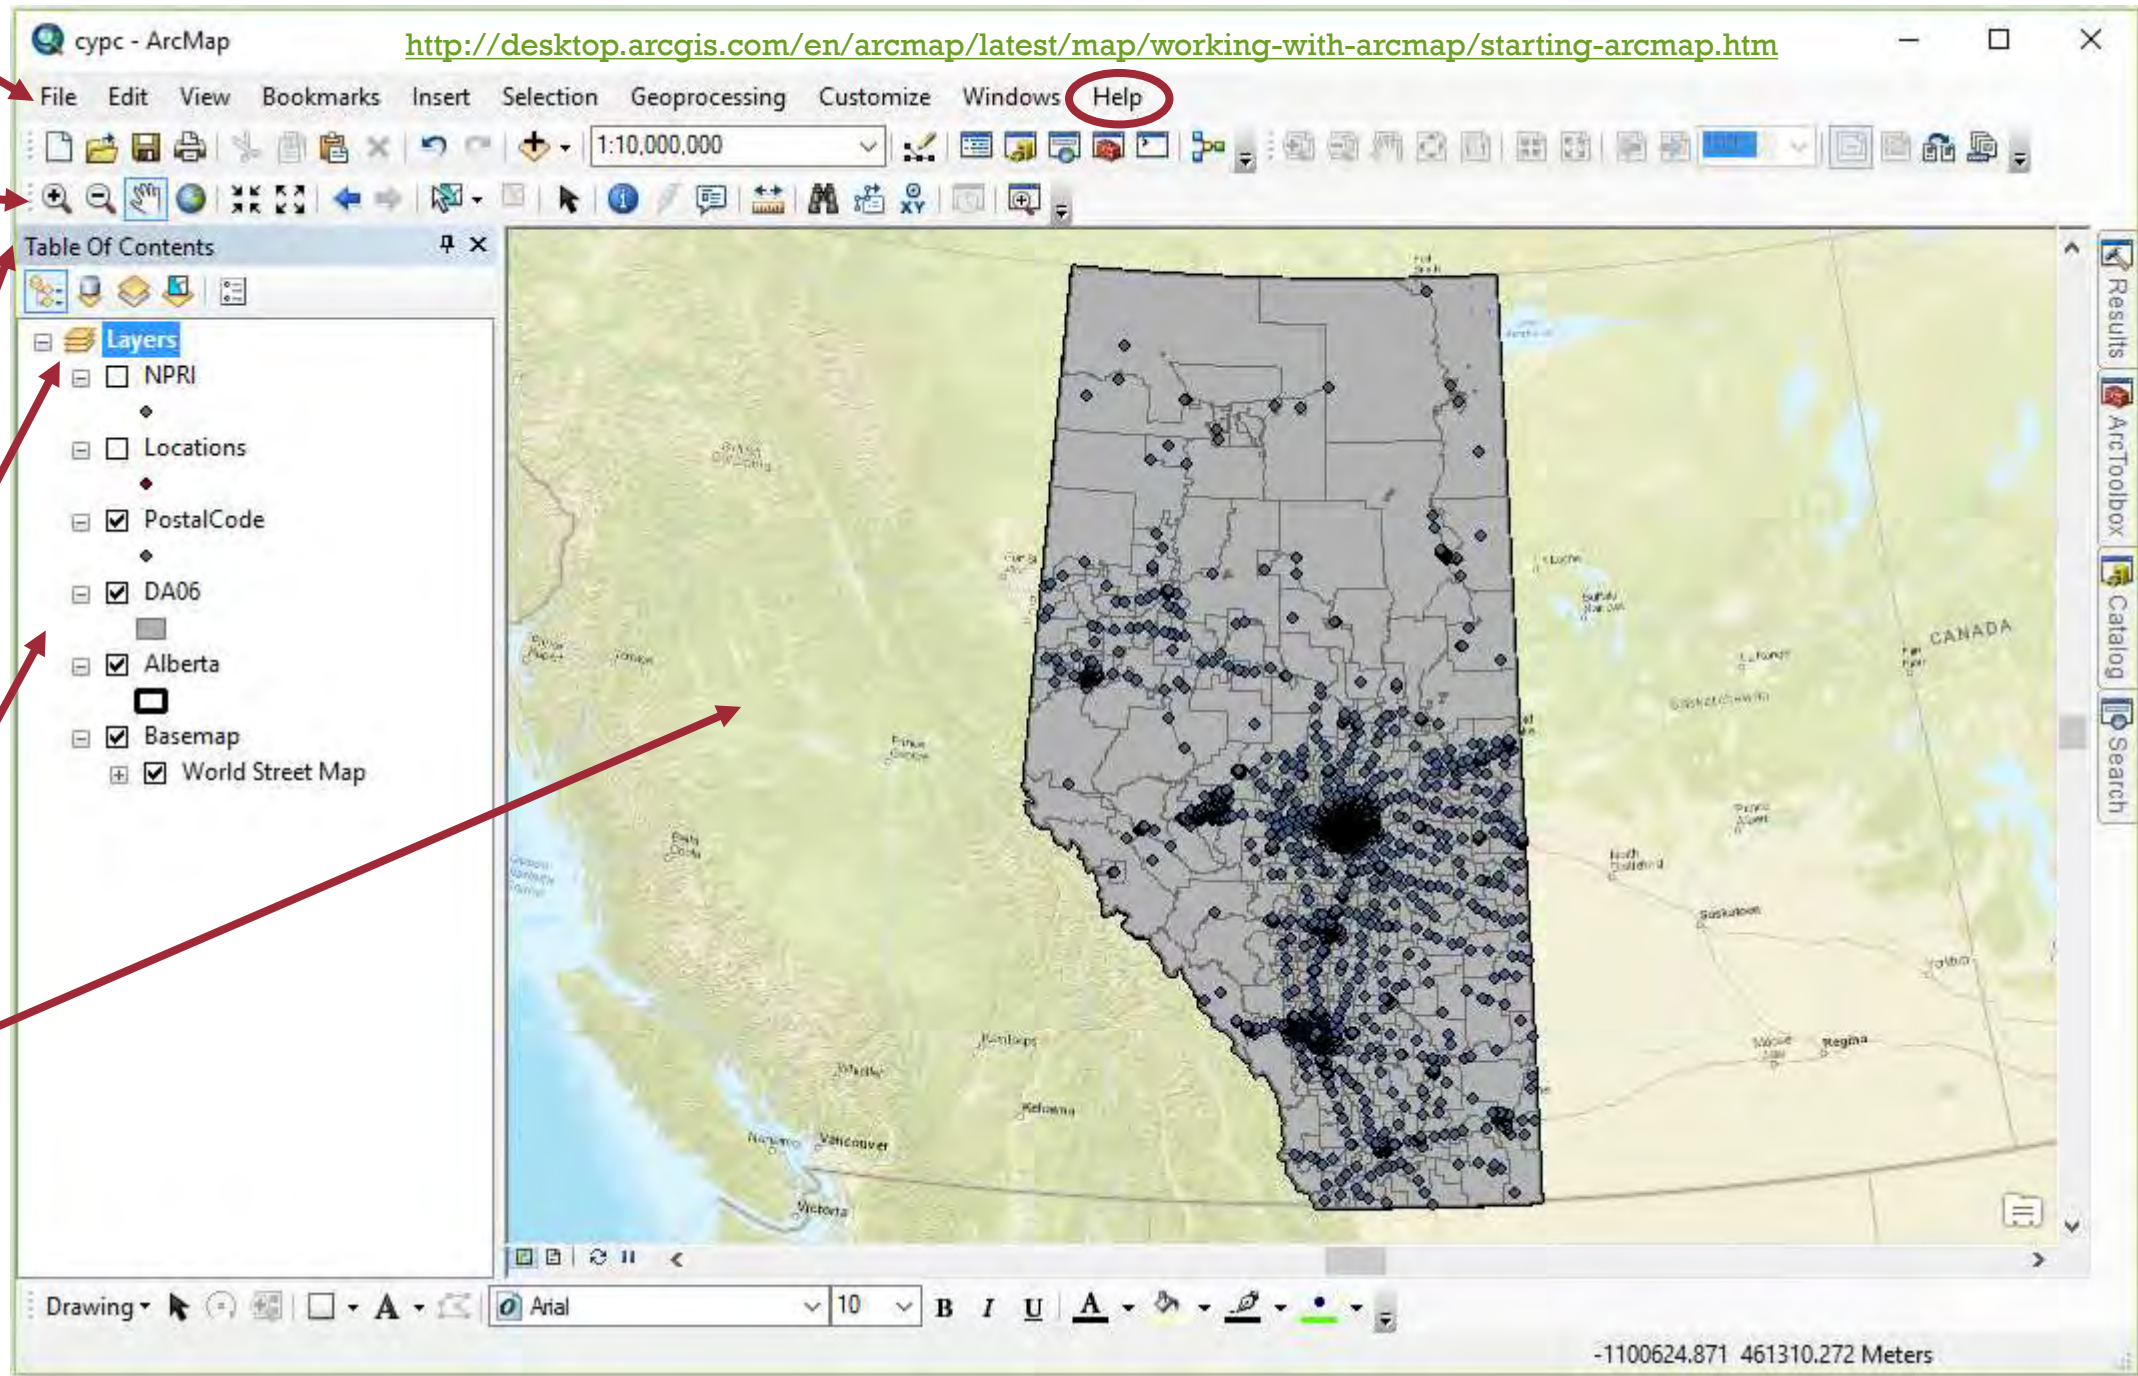 cypc - ArcMap
http://desktop.arcgis.com/en/arcmap/latest/map/working-with-arcmap/starting-arcmap.htm
File Edit View Bookmarks Insert Selection Geoprocessing Customize Windows Help
1:10,000,000
XY
Table Of Contents
Layers
NPRI
Locations
PostalCode
DA06
Alberta
Basemap
World Street Map
CANADA
Saskatoon
Regina
Kamloops
Kelowna
Vancouver
Victoria
Results
ArcToolbox
Catalog
Search
Drawing A Arial 10 B I U A
-1100624.871 461310.272 Meters